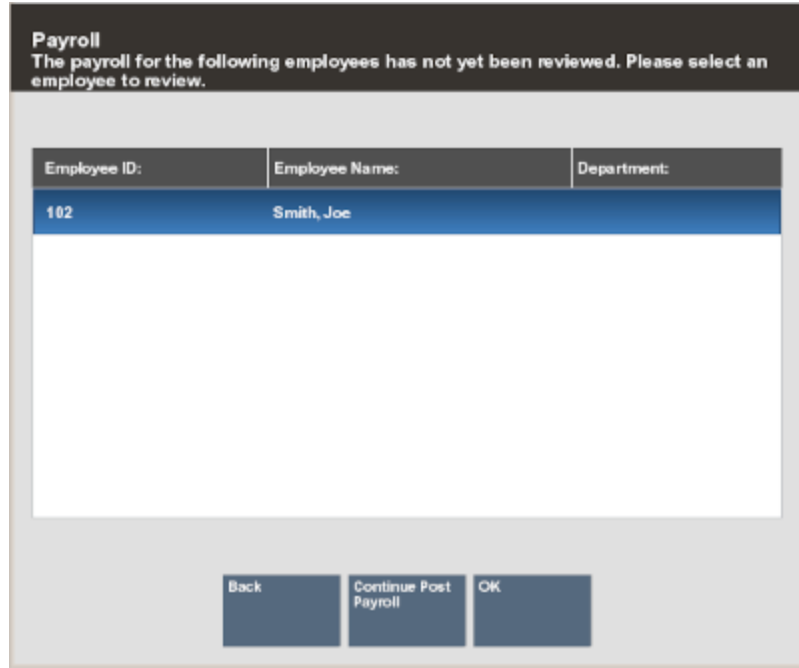 Payroll
The payroll for the following employees has not yet been reviewed. Please select an
employee to review.
Employee ID: Employee Name: Department:
102 Smith, Joe
Back Continue Post OK
Payroll